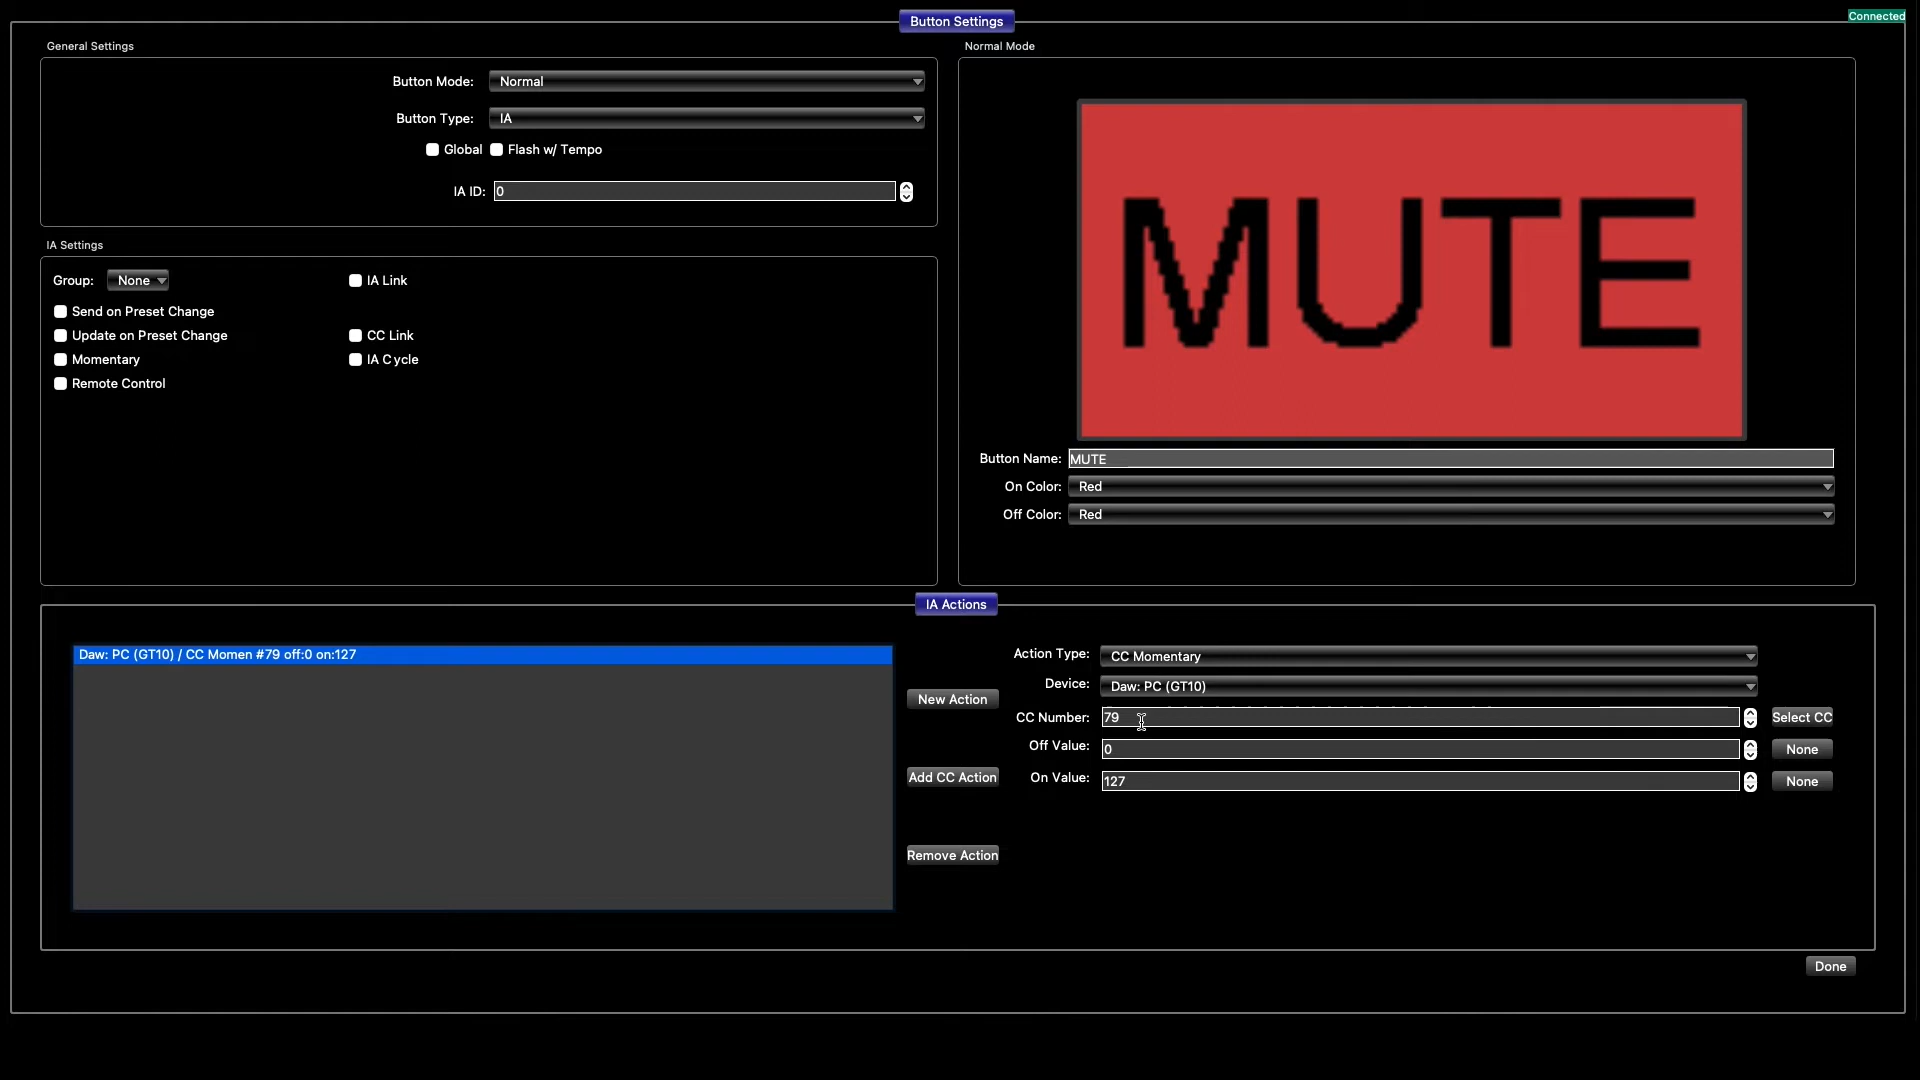 Button Settings
Connected
General Settings
Button Mode: Normal
Button Type: IA
Global Flash w/ Tempo
IA ID: 0
IA Settings
Group: None IA Link
Send on Preset Change
Update on Preset Change CC Link
Momentary IA Cycle
Remote Control
Normal Mode
MUTE
Button Name: MUTE
On Color: Red
Off Color: Red
IA Actions
Daw: PC (GT10) / CC Momen #79 off:0 on:127
New Action
Add CC Action
Remove Action
Action Type: CC Momentary
Device: Daw: PC (GT10)
CC Number: 79 Select CC
Off Value: 0 None
On Value: 127 None
Done